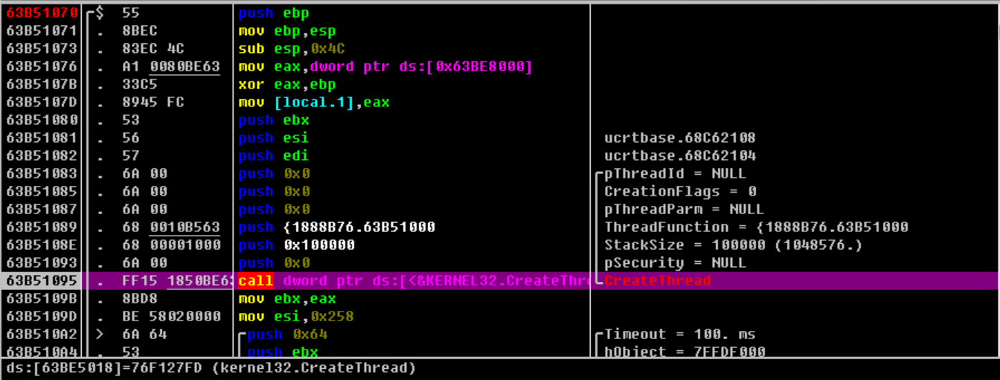 63B51070 $ 55 push ebp
63B51071 . 8BEC mov ebp,esp
63B51073 . 83EC 4C sub esp,0x4C
63B51076 . A1 0080BE63 mov eax,dword ptr ds:[0x63BE8000]
63B5107B . 33C5 xor eax,ebp
63B5107D . 8945 FC mov [local.1],eax
63B51080 . 53 push ebx
63B51081 . 56 push esi ucrtbase.68C62108
63B51082 . 57 push edi ucrtbase.68C62104
63B51083 . 6A 00 push 0x0 pThreadId = NULL
63B51085 . 6A 00 push 0x0 CreationFlags = 0
63B51087 . 6A 00 push 0x0 pThreadParm = NULL
63B51089 . 68 0010B563 push {1888B76.63B51000 ThreadFunction = {1888B76.63B51000
63B5108E . 68 00001000 push 0x100000 StackSize = 100000 (1048576.)
63B51093 . 6A 00 push 0x0 pSecurity = NULL
63B51095 . FF15 1850BE6 call dword ptr ds:[<&KERNEL32.CreateThr CreateThread
63B5109B . 8BD8 mov ebx,eax
63B5109D . BE 58020000 mov esi,0x258
63B510A2 > 6A 64 push 0x64 Timeout = 100. ms
63B510A4 . 53 push ebx hObject = 7FFDF000
ds:[63BE5018]=76F127FD (kernel32.CreateThread)